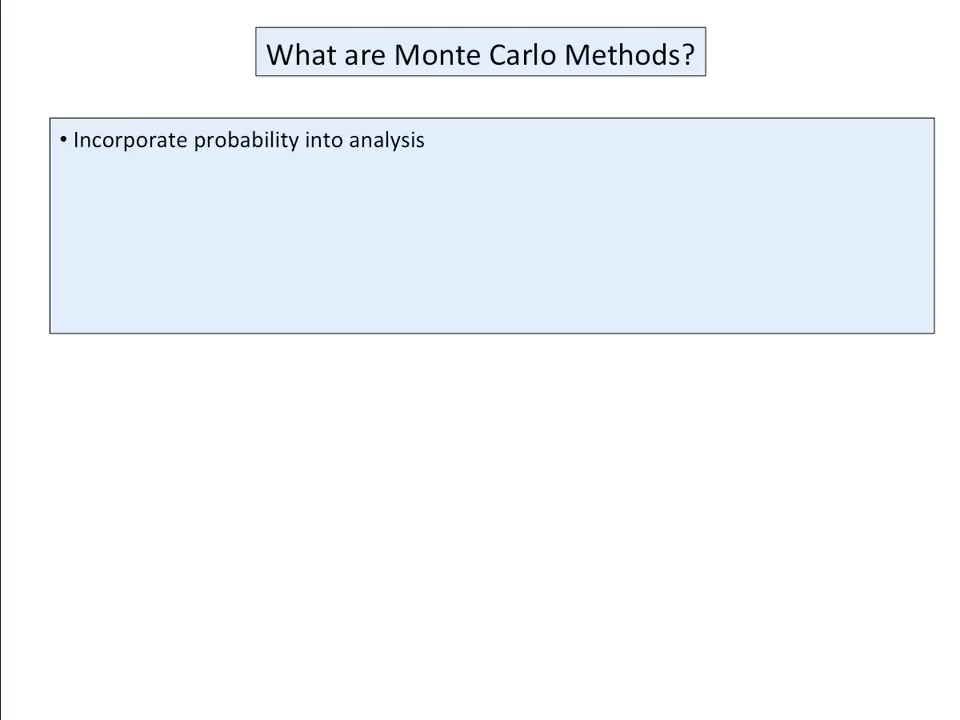 What are Monte Carlo Methods?
• Incorporate probability into analysis